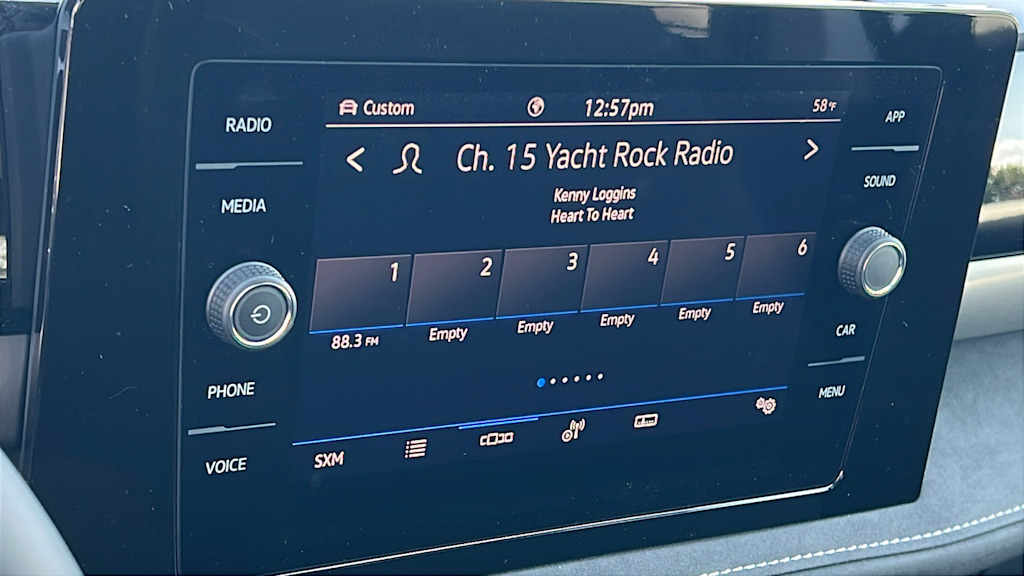 Custom 12:57pm 58°F
Ch. 15 Yacht Rock Radio
Kenny Loggins
Heart To Heart
1 2 3 4 5 6
88.3 FM Empty Empty Empty Empty Empty
SXM
RADIO
MEDIA
PHONE
VOICE
APP
SOUND
CAR
MENU